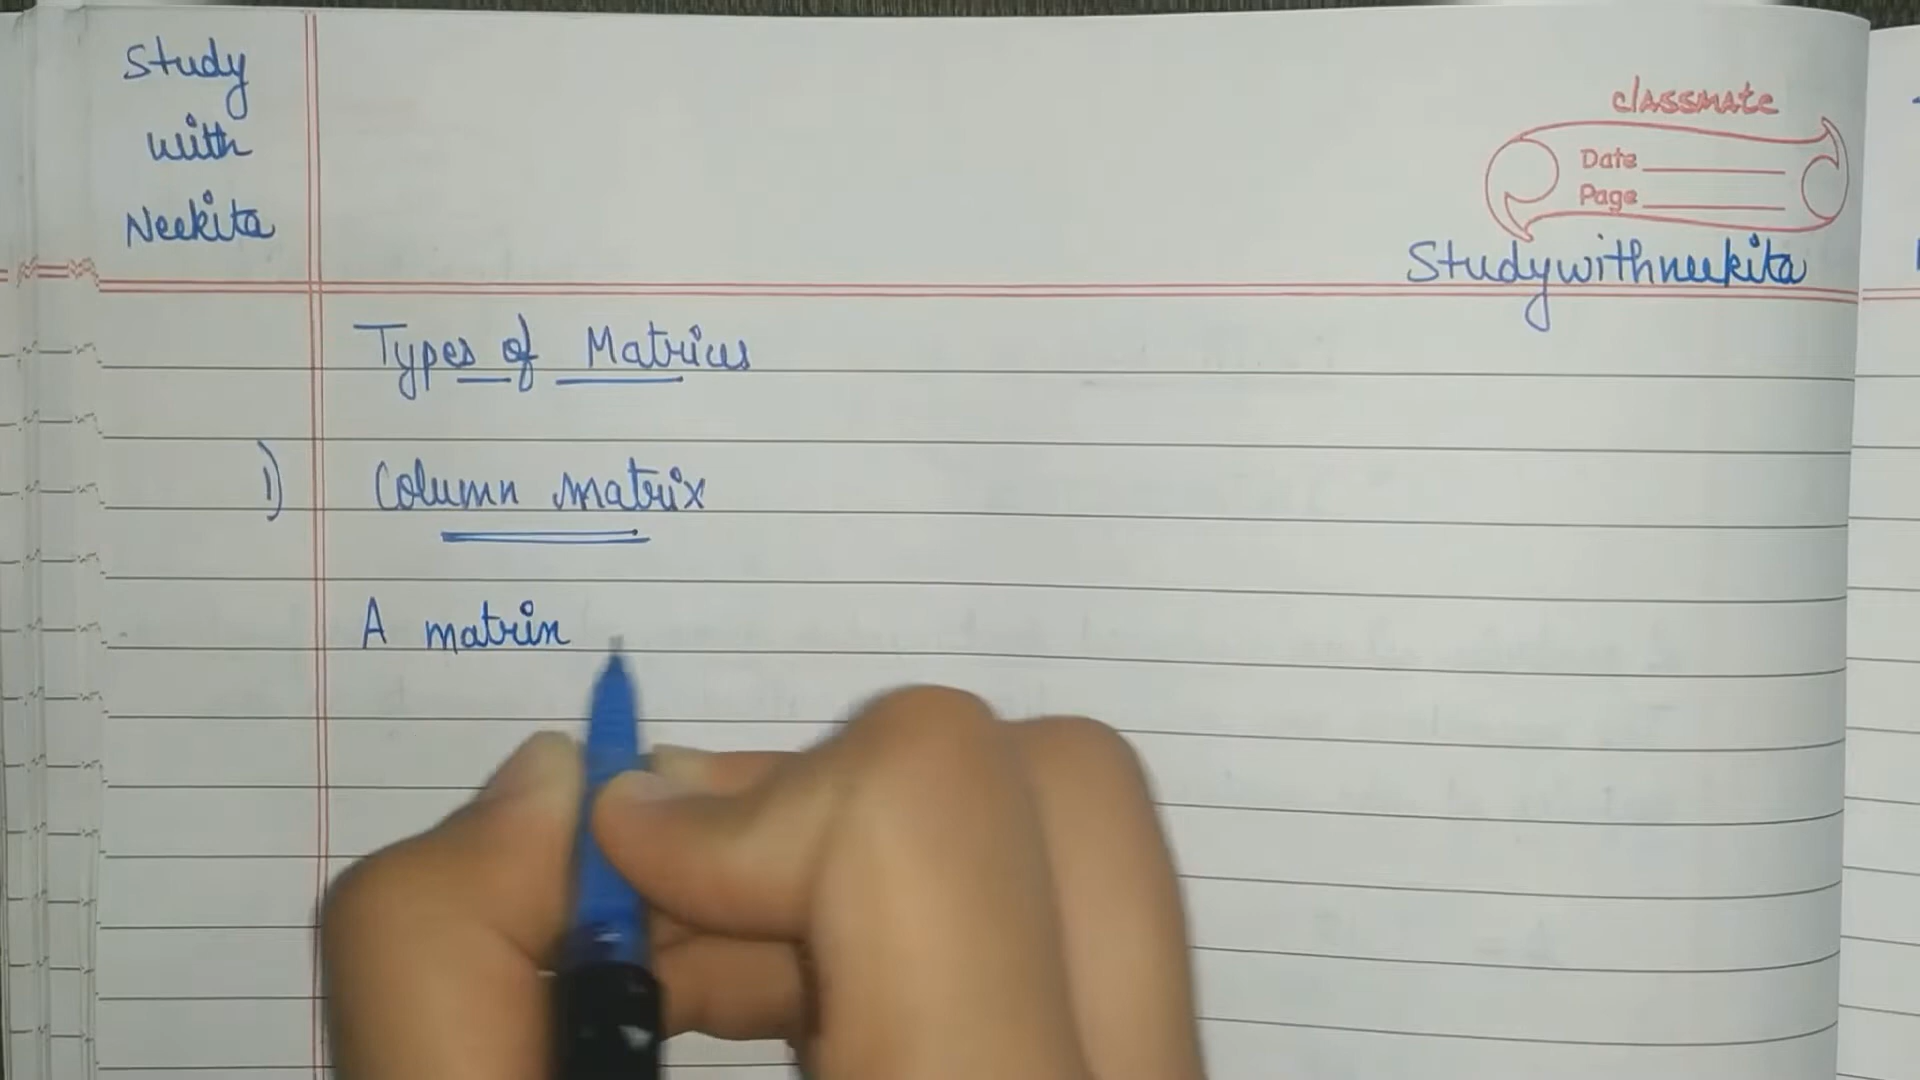 Study
with
Neekita
classmate
Date
Page
Studywithneekita
Types of Matrices
1) Column matrix
A matrix